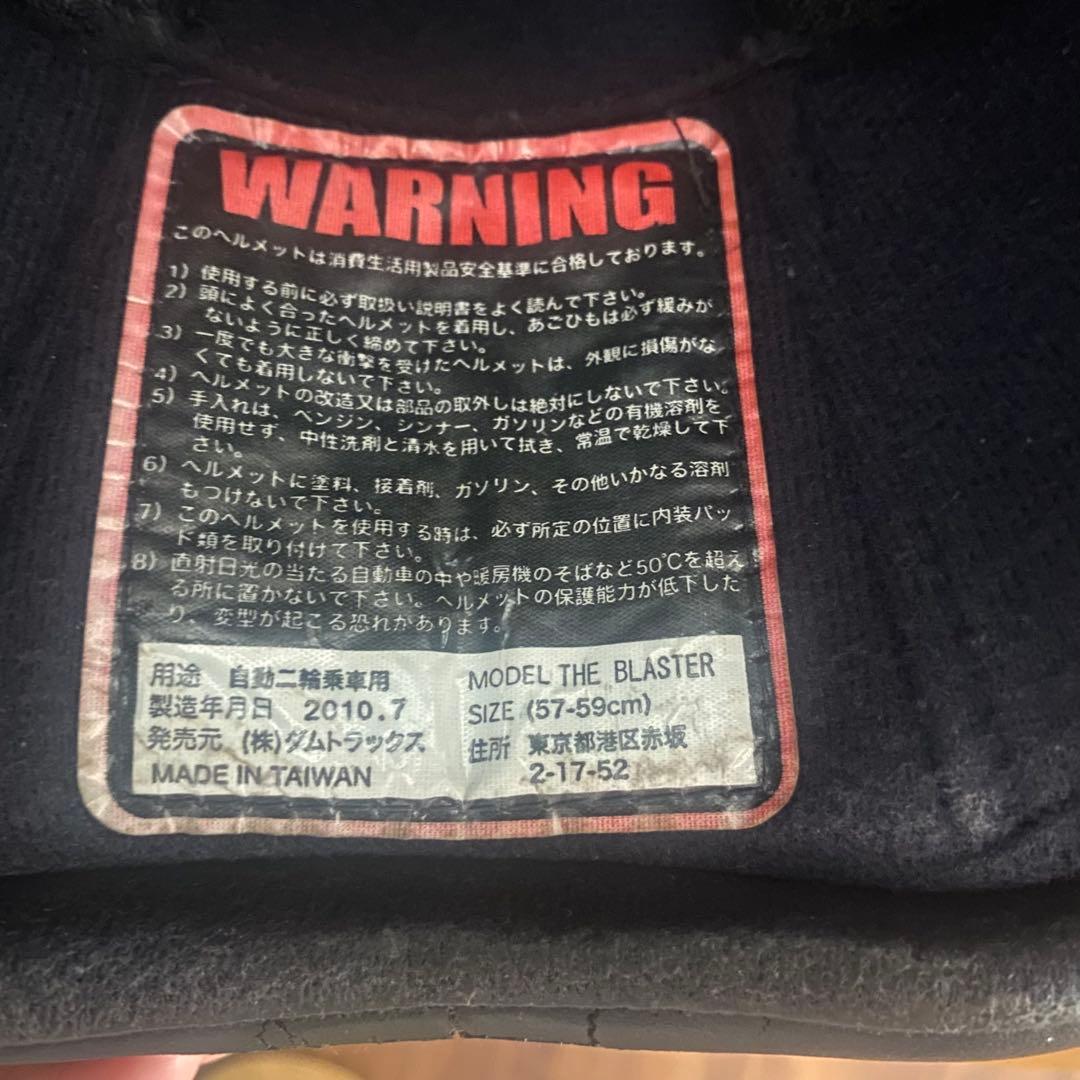 WARNING
このヘルメットは消費生活用製品安全基準に合格しております。
1) 使用する前に必ず取扱い説明書をよく読んで下さい。
2) 頭によく合ったヘルメットを着用し、あごひもは必ず緩みが
ないように正しく締めて下さい。
3) 一度でも大きな衝撃を受けたヘルメットは、外観に損傷がな
くても着用しないで下さい。
4) ヘルメットの改造又は部品の取外しは絶対にしないで下さい。
5) 手入れは、ベンジン、シンナー、ガソリンなどの有機溶剤を
使用せず、中性洗剤と清水を用いて拭き、常温で乾燥して下
さい。
6) ヘルメットに塗料、接着剤、ガソリン、その他いかなる溶剤
もつけないで下さい。
7) このヘルメットを使用する時は、必ず所定の位置に内装パッ
ド類を取り付けて下さい。
8) 直射日光の当たる自動車の中や暖房機のそばなど50℃を超え
る所に置かないで下さい。ヘルメットの保護能力が低下した
り、変型が起こる恐れがあります。
用途 自動二輪乗車用
製造年月日 2010.7
発売元 (株)ダムトラックス
MADE IN TAIWAN
MODEL THE BLASTER
SIZE (57-59cm)
住所 東京都港区赤坂
2-17-52